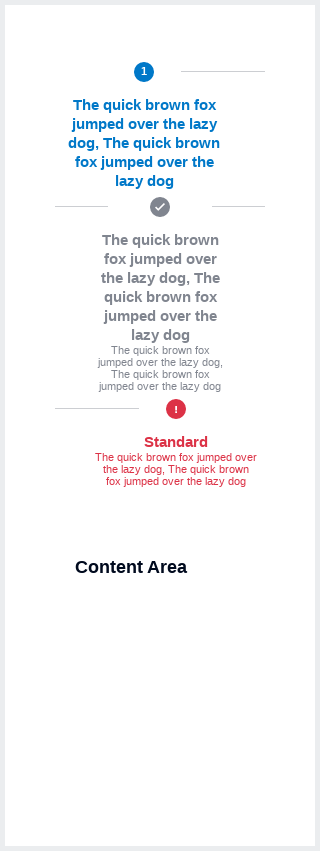 1
The quick brown fox
jumped over the lazy
dog, The quick brown
fox jumped over the
lazy dog
The quick brown
fox jumped over
the lazy dog, The
quick brown fox
jumped over the
lazy dog
The quick brown fox
jumped over the lazy dog,
The quick brown fox
jumped over the lazy dog
!
Standard
The quick brown fox jumped over
the lazy dog, The quick brown
fox jumped over the lazy dog
Content Area